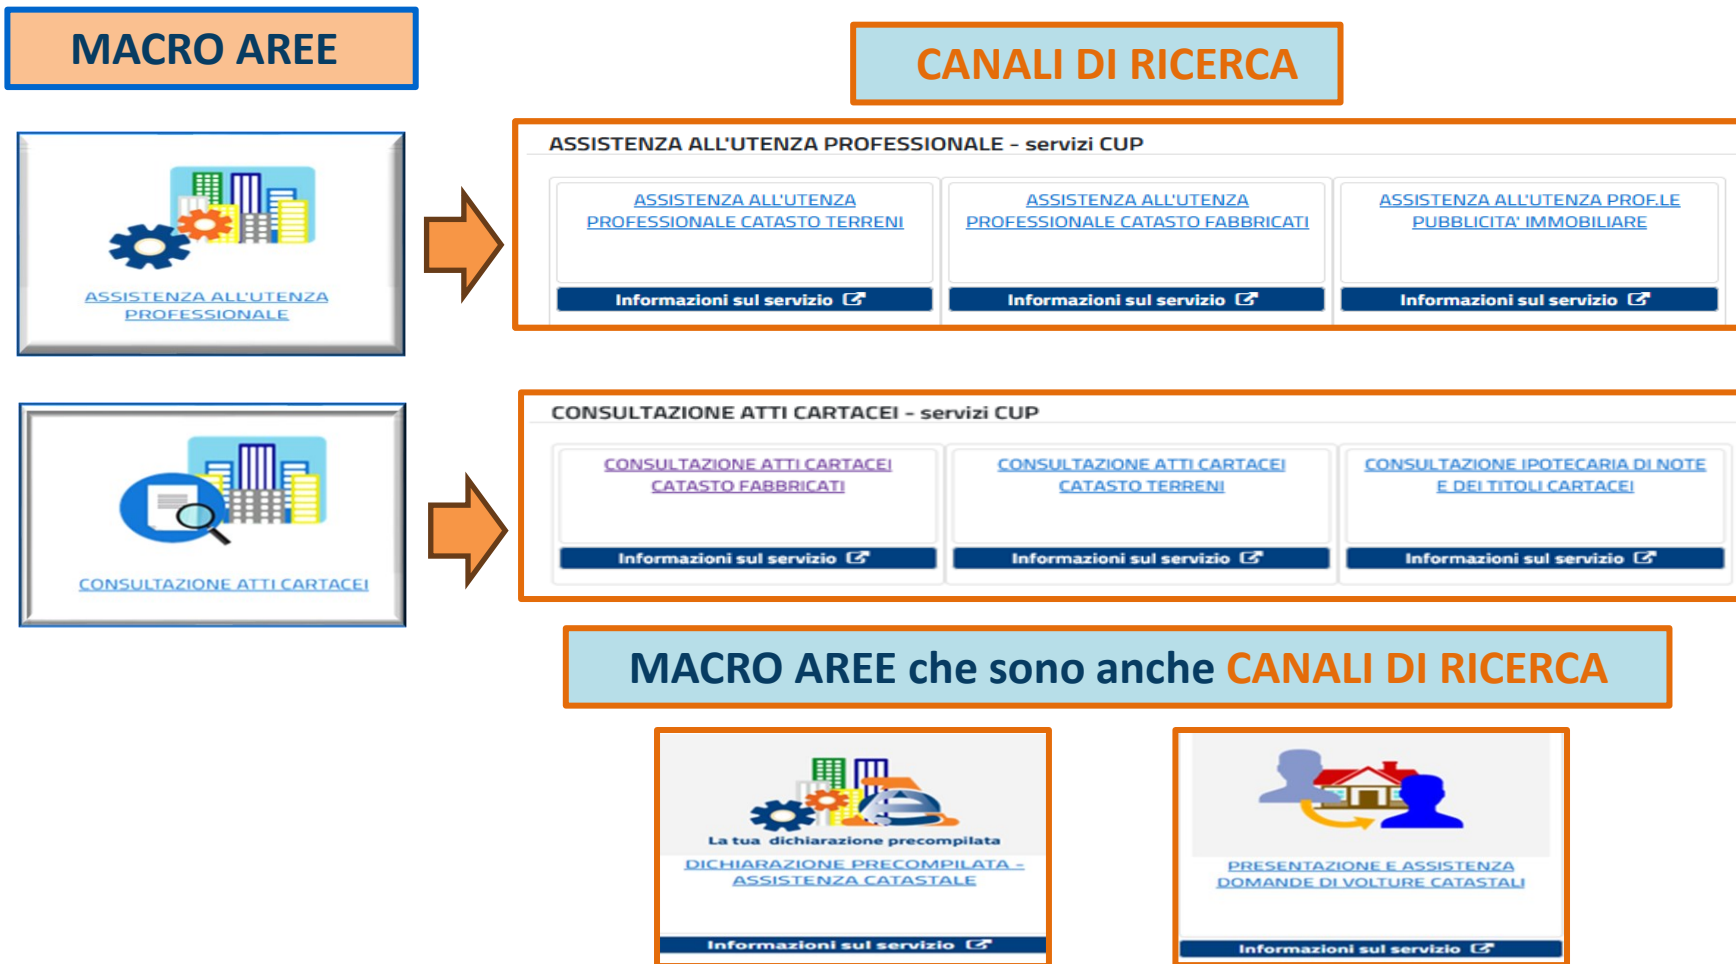 MACRO AREE
CANALI DI RICERCA
ASSISTENZA ALL'UTENZA
PROFESSIONALE
ASSISTENZA ALL'UTENZA PROFESSIONALE - servizi CUP
ASSISTENZA ALL'UTENZA
PROFESSIONALE CATASTO TERRENI
Informazioni sul servizio
ASSISTENZA ALL'UTENZA
PROFESSIONALE CATASTO FABBRICATI
Informazioni sul servizio
ASSISTENZA ALL'UTENZA PROF.LE
PUBBLICITA' IMMOBILIARE
Informazioni sul servizio
CONSULTAZIONE ATTI CARTACEI
CONSULTAZIONE ATTI CARTACEI - servizi CUP
CONSULTAZIONE ATTI CARTACEI
CATASTO FABBRICATI
Informazioni sul servizio
CONSULTAZIONE ATTI CARTACEI
CATASTO TERRENI
Informazioni sul servizio
CONSULTAZIONE IPOTECARIA DI NOTE
E DEI TITOLI CARTACEI
Informazioni sul servizio
MACRO AREE che sono anche CANALI DI RICERCA
La tua dichiarazione precompilata
DICHIARAZIONE PRECOMPILATA -
ASSISTENZA CATASTALE
Informazioni sul servizio
PRESENTAZIONE E ASSISTENZA
DOMANDE DI VOLTURE CATASTALI
Informazioni sul servizio